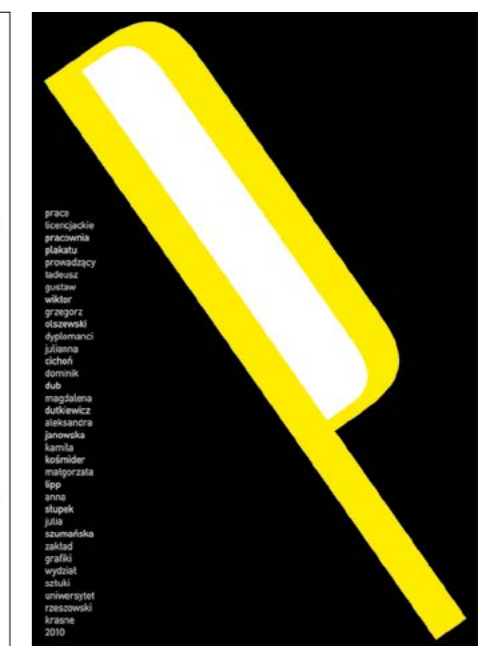 prace
licencjackie
pracownia
plakatu
prowadzący
tadeusz
gustaw
wiktor
grzegorz
olszewski
dyplomanci
julianna
cichoń
dominik
dub
magdalena
dutkiewicz
aleksandra
janowska
kamila
kośmider
małgorzata
lipp
anna
słupek
julia
szumańska
zakład
grafiki
wydział
sztuki
uniwersytet
rzeszowski
krasne
2010